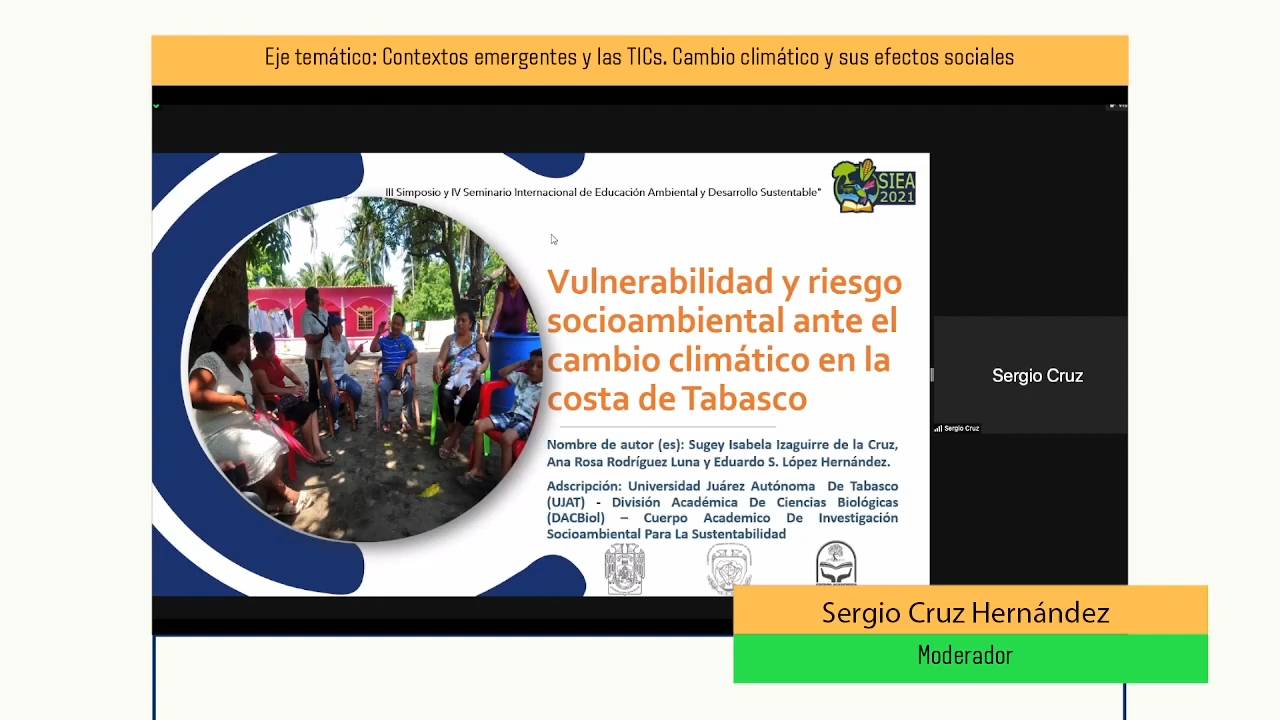 Eje temático: Contextos emergentes y las TICs. Cambio climático y sus efectos sociales
III Simposio y IV Seminario Internacional de Educación Ambiental y Desarrollo Sustentable"
SIEA
2021
Vulnerabilidad y riesgo
socioambiental ante el
cambio climático en la
costa de Tabasco
Nombre de autor (es): Sugey Isabela Izaguirre de la Cruz,
Ana Rosa Rodríguez Luna y Eduardo S. López Hernández.
Adscripción: Universidad Juárez Autónoma De Tabasco
(UJAT) - División Académica De Ciencias Biológicas
(DACBiol) – Cuerpo Academico De Investigación
Socioambiental Para La Sustentabilidad
Sergio Cruz
Sergio Cruz
Sergio Cruz Hernández
Moderador